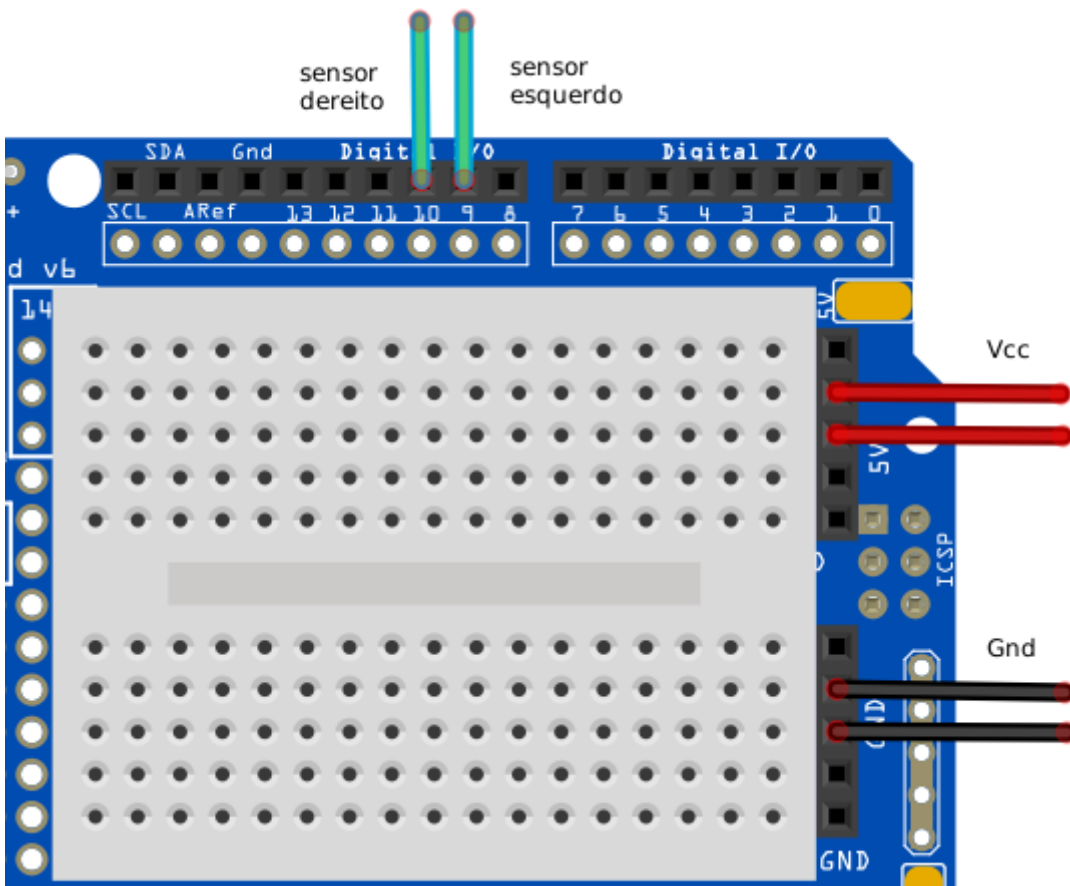 sensor
dereito
sensor
esquerdo
SDA Gnd Digital I/O Digital I/O
SCL ARef 13 12 11 10 9 8 7 6 5 4 3 2 1 0
+
d v6
14
5V
Vcc
5V
ICSP
Gnd
GND
GND